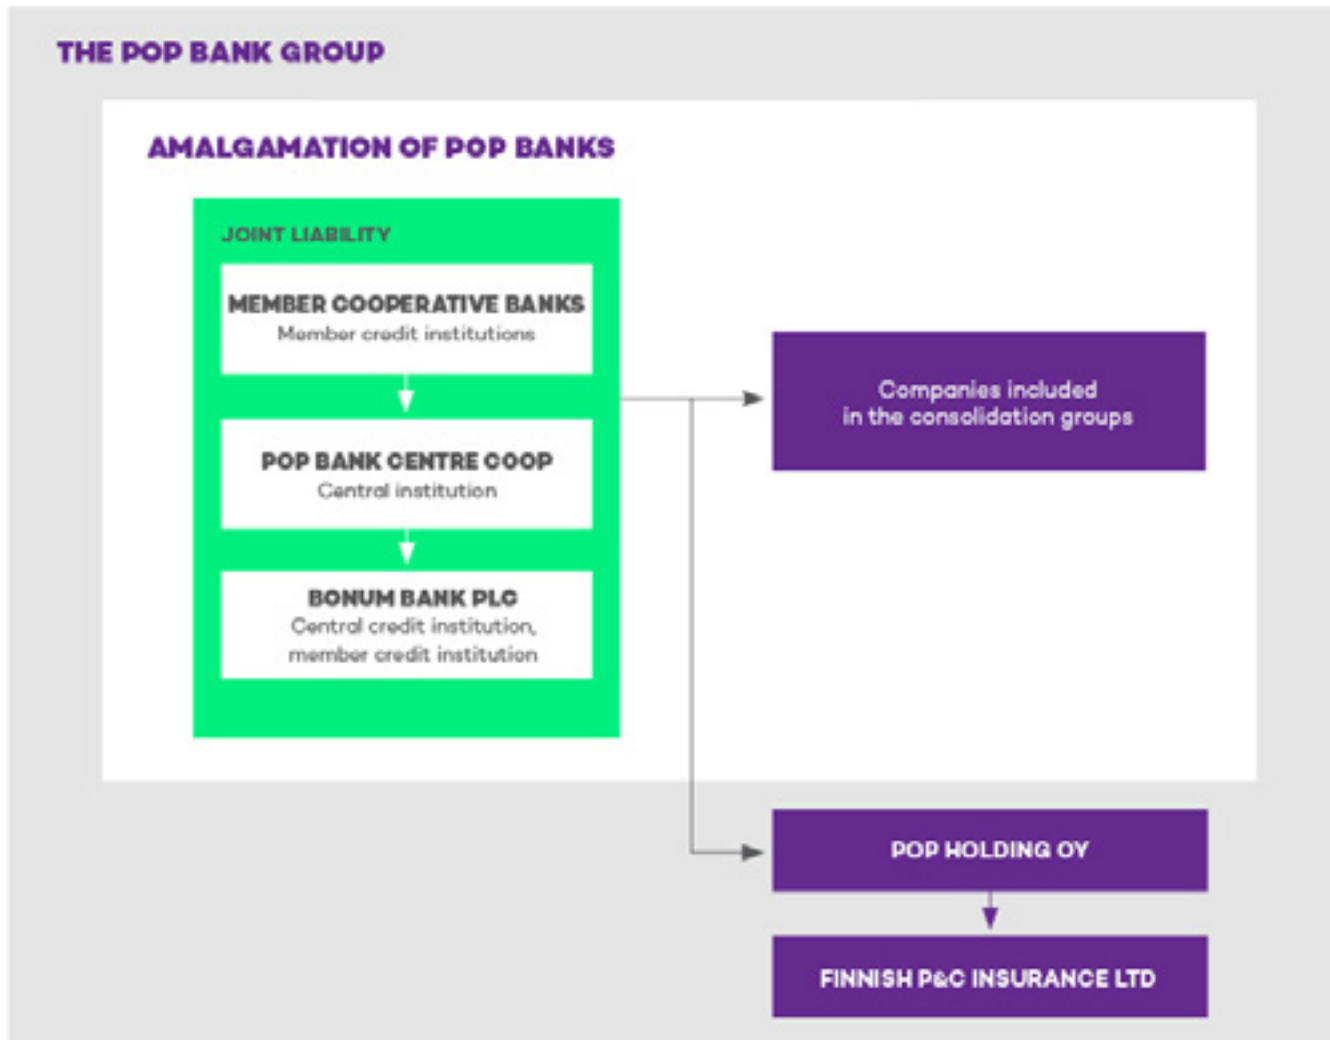 THE POP BANK GROUP
AMALGAMATION OF POP BANKS
JOINT LIABILITY
MEMBER COOPERATIVE BANKS
Member credit institutions
POP BANK CENTRE COOP
Central institution
BONUM BANK PLC
Central credit institution,
member credit institution
Companies included
in the consolidation groups
POP HOLDING OY
FINNISH P&C INSURANCE LTD